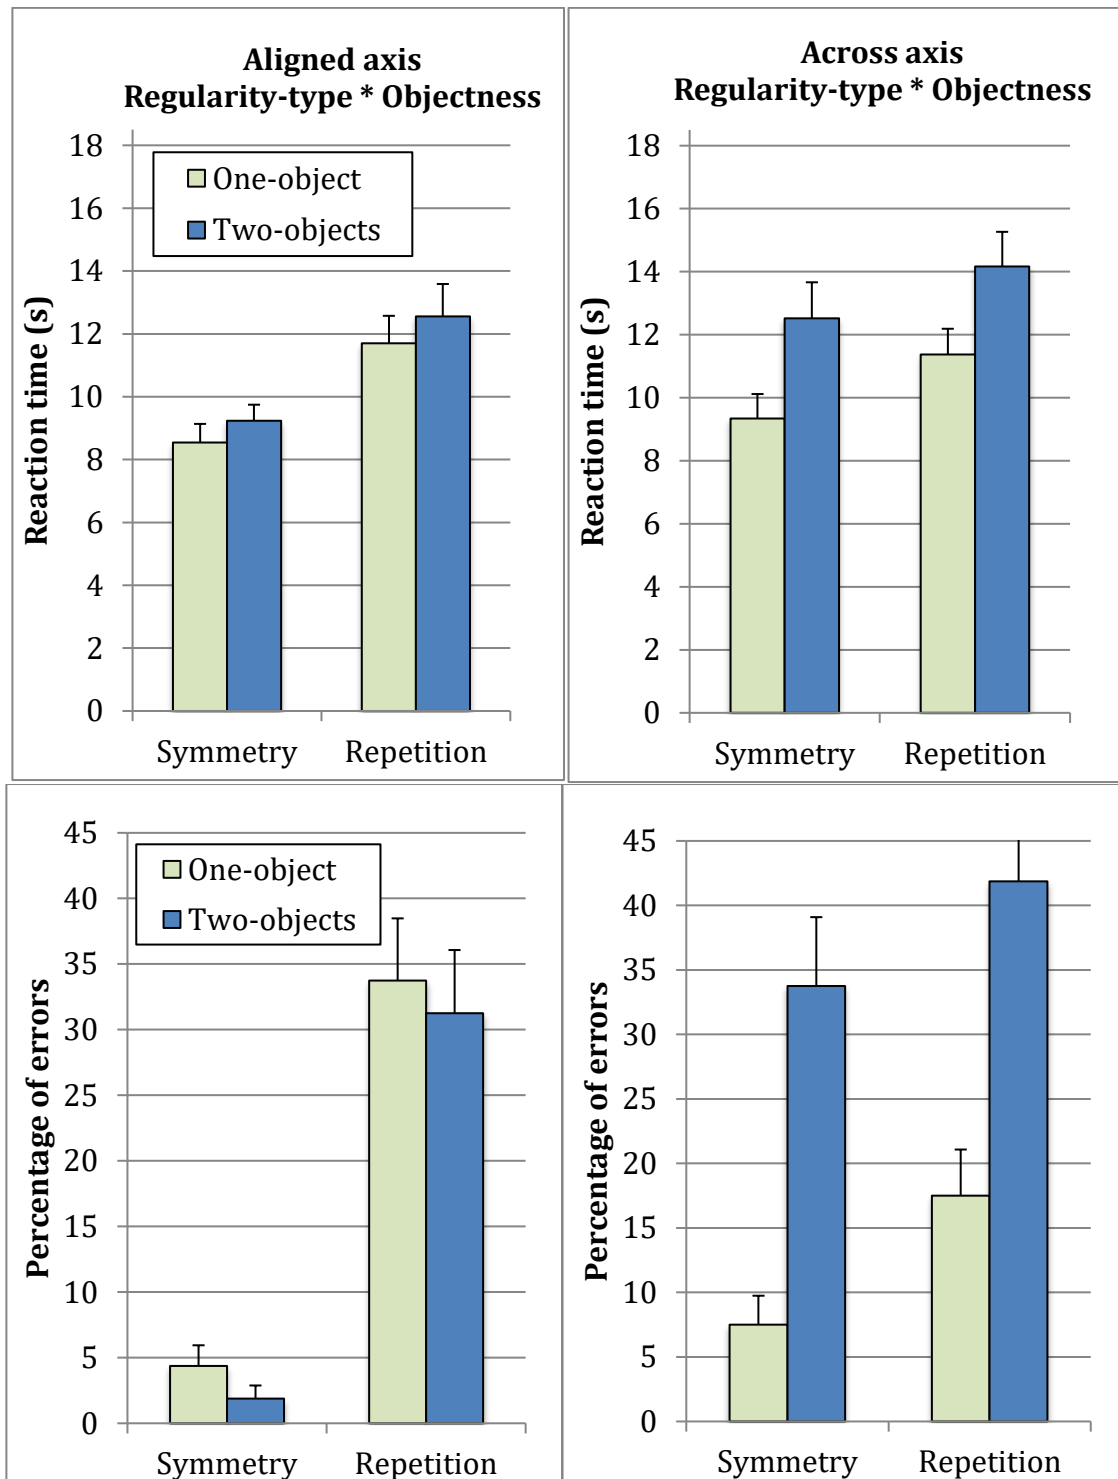 Aligned axis
Regularity-type * Objectness
18
16
14
12
10
8
6
4
2
0
Reaction time (s)
One-object
Two-objects
Symmetry Repetition
Across axis
Regularity-type * Objectness
18
16
14
12
10
8
6
4
2
0
Reaction time (s)
Symmetry Repetition
45
40
35
30
25
20
15
10
5
0
Percentage of errors
One-object
Two-objects
Symmetry Repetition
45
40
35
30
25
20
15
10
5
0
Percentage of errors
Symmetry Repetition